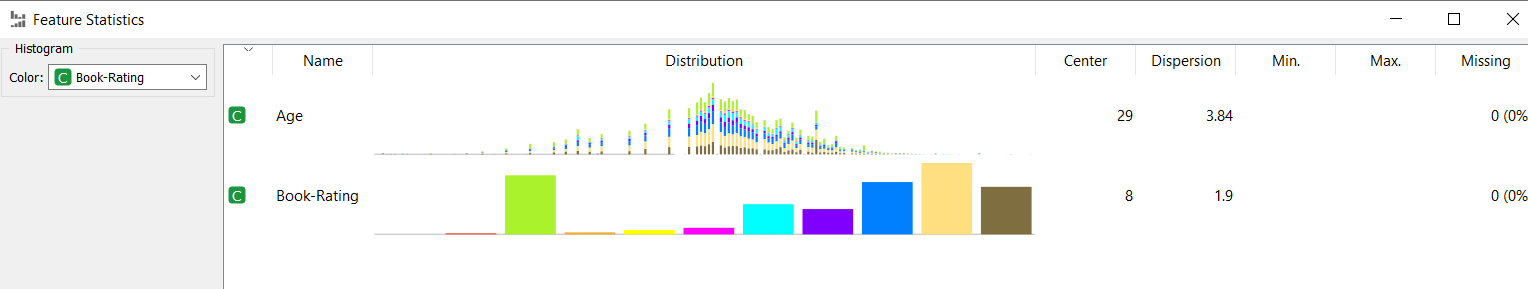 Feature Statistics
Histogram
Color: C Book-Rating
Name Distribution Center Dispersion Min. Max. Missing
C Age 29 3.84 0 (0%
C Book-Rating 8 1.9 0 (0%